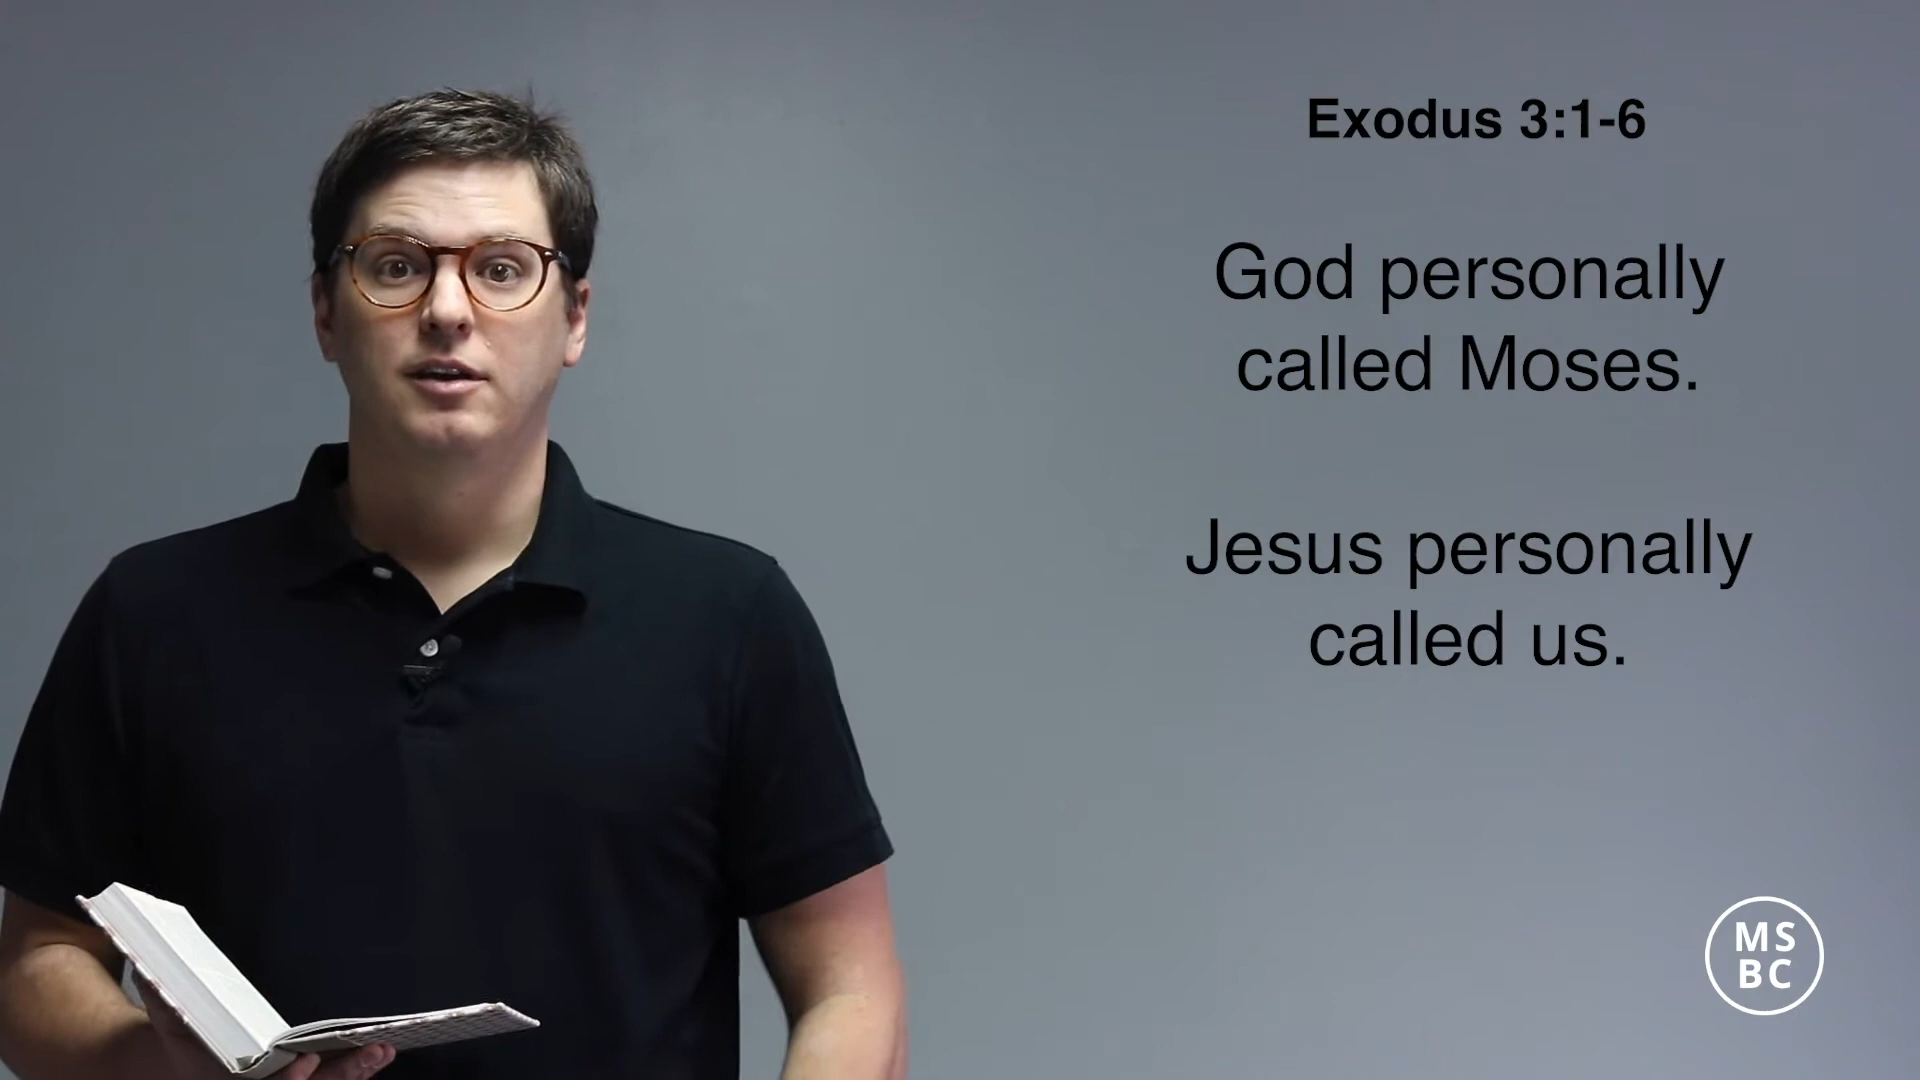 Exodus 3:1-6
God personally
called Moses.
Jesus personally
called us.
MS
BC